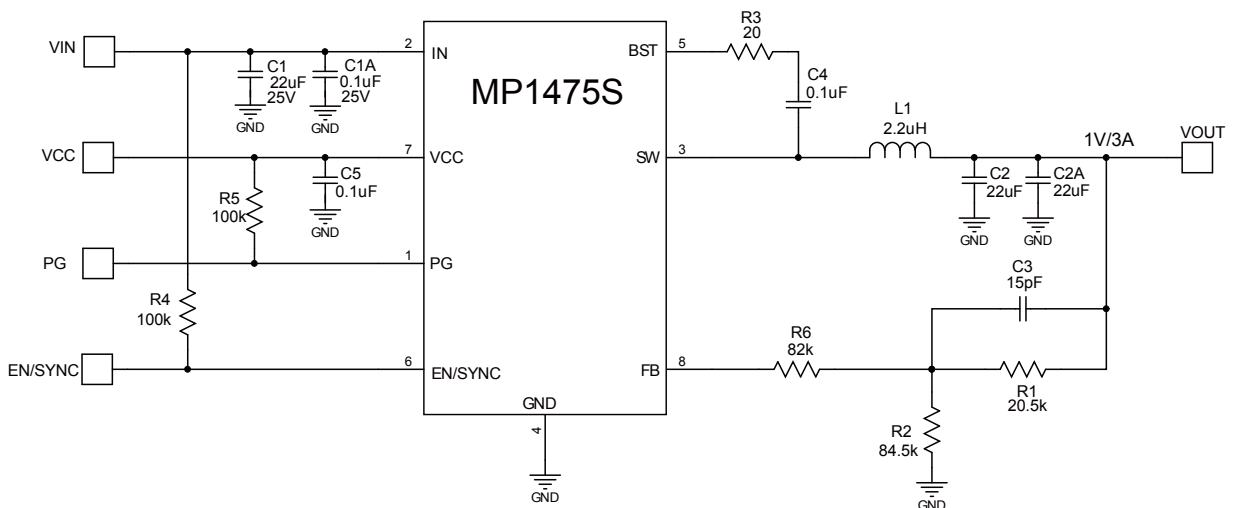 VIN
2
IN
C1
22uF
25V
GND
C1A
0.1uF
25V
GND
MP1475S
BST
5
R3
20
C4
0.1uF
VCC
7
VCC
C5
0.1uF
GND
R5
100k
SW
3
L1
2.2uH
1V/3A
VOUT
C2
22uF
GND
C2A
22uF
GND
PG
1
PG
R4
100k
C3
15pF
EN/SYNC
6
EN/SYNC
FB
8
R6
82k
R1
20.5k
R2
84.5k
GND
GND
4
GND